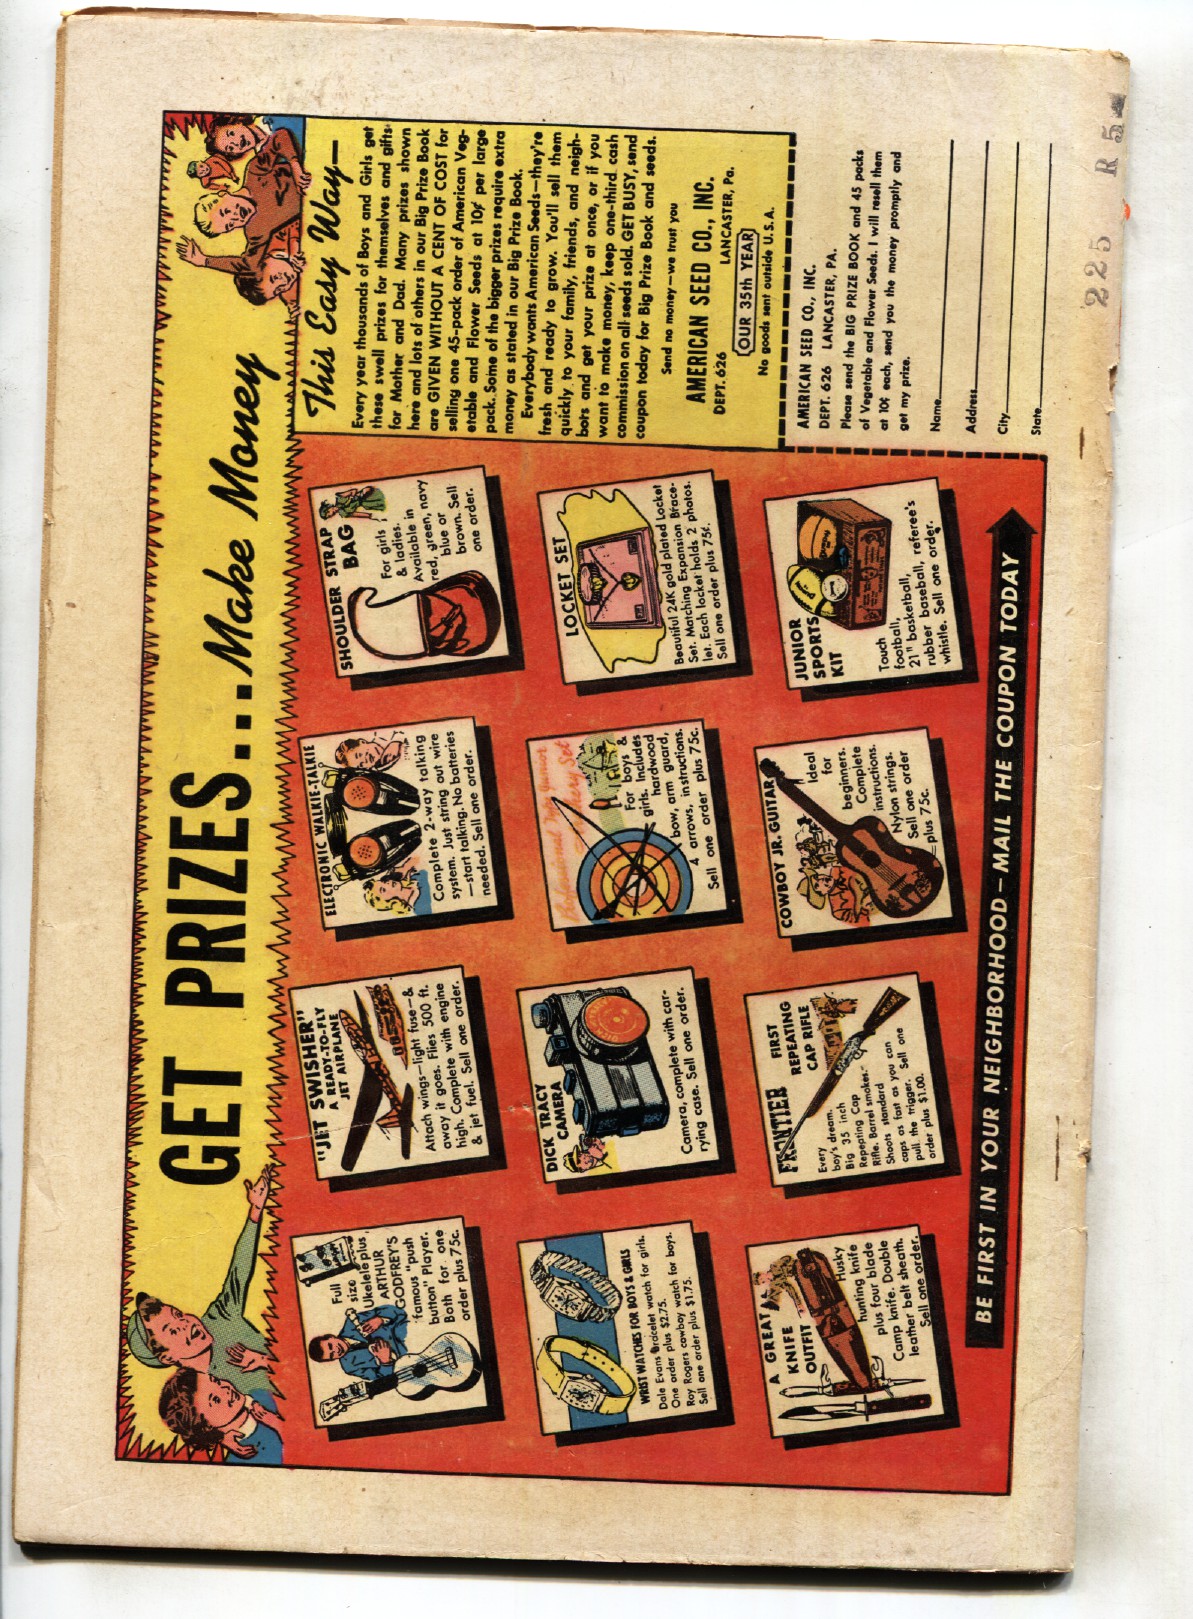 GET PRIZES...Make Money
Full
size
Ukelele plus,
ARTHUR
GODFREY'S
famous "push
button" Player.
Both for one
order plus 75c.
"JET SWISHER"
A READY-TO-FLY
JET AIRPLANE
Attach wings—light fuse—&
away it goes. Flies 500 ft.
high. Complete with engine
& jet fuel. Sell one order.
ELECTRONIC WALKIE-TALKIE
Complete 2-way talking
system. Just string out wire
—start talking. No batteries
needed. Sell one order.
SHOULDER STRAP
BAG
For girls
& ladies.
Available in
red, green, navy
blue or
brown. Sell
one order.
WRIST WATCHES FOR BOYS & GIRLS
Dale Evans Bracelet watch for girls.
One order plus $2.75.
Roy Rogers cowboy watch for boys.
Sell one order plus $1.75.
DICK TRACY
CAMERA
Camera, complete with car-
rying case. Sell one order.
For boys &
girls. Includes
hardwood
bow, arm guard,
4 arrows, instructions.
Sell one order plus 75c.
LOCKET SET
Beautiful 24K gold plated Locket
Set. Matching Expansion Brace-
let. Each locket holds 2 photos.
Sell one order plus 75c.
A GREAT
KNIFE
OUTFIT
Husky
hunting knife
plus four blade
Camp knife. Double
leather belt sheath.
Sell one order.
FRONTIER
FIRST
REPEATING
CAP RIFLE
Every
boy's dream.
Big 35 inch
Repeating Cap
Rifle. Barrel smokes.
Shoots standard
caps as fast as you can
pull the trigger. Sell one
order plus $1.00.
COWBOY JR. GUITAR
Ideal
for
beginners.
Complete
instructions.
Nylon strings.
Sell one order
plus 75c.
JUNIOR
SPORTS
KIT
Touch
football,
21" basketball,
rubber baseball, referee's
whistle. Sell one order.
BE FIRST IN YOUR NEIGHBORHOOD—MAIL THE COUPON TODAY
This Easy Way—
Every year thousands of Boys and Girls get
these swell prizes for themselves and gifts
for Mother and Dad. Many prizes shown
here and lots of others in our Big Prize Book
are GIVEN WITHOUT A CENT OF COST for
selling one 45-pack order of American Veg-
etable and Flower Seeds at 10¢ per large
pack. Some of the bigger prizes require extra
money as stated in our Big Prize Book.
Everybody wants American Seeds—they're
fresh and ready to grow. You'll sell them
quickly to your family, friends, and neigh-
bors and get your prize at once, or if you
want to make money, keep one-third cash
commission on all seeds sold. GET BUSY, send
coupon today for Big Prize Book and seeds.
Send no money—we trust you
AMERICAN SEED CO., INC.
DEPT. 626 LANCASTER, Pa.
OUR 35th YEAR
No goods sent outside U.S.A.
AMERICAN SEED CO., INC.
DEPT. 626 LANCASTER, PA.
Please send the BIG PRIZE BOOK and 45 packs
of Vegetable and Flower Seeds. I will resell them
at 10¢ each, send you the money promptly and
get my prize.
Name
Address
City
State
225 R 5